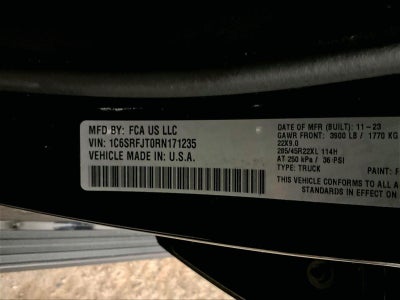 MFD BY: FCA US LLC
VIN: 1C6SRFJT0RN171235
VEHICLE MADE IN: U.S.A.
DATE OF MFR (BUILT): 11-23
GAWR FRONT: 3900 LB / 1770 KG
22X9.0
285/45R22XL 114H
AT 250 kPa / 36 PSI
TYPE: TRUCK
PAINT:
THIS VEHICLE CONFORMS TO ALL A
STANDARDS IN EFFECT ON